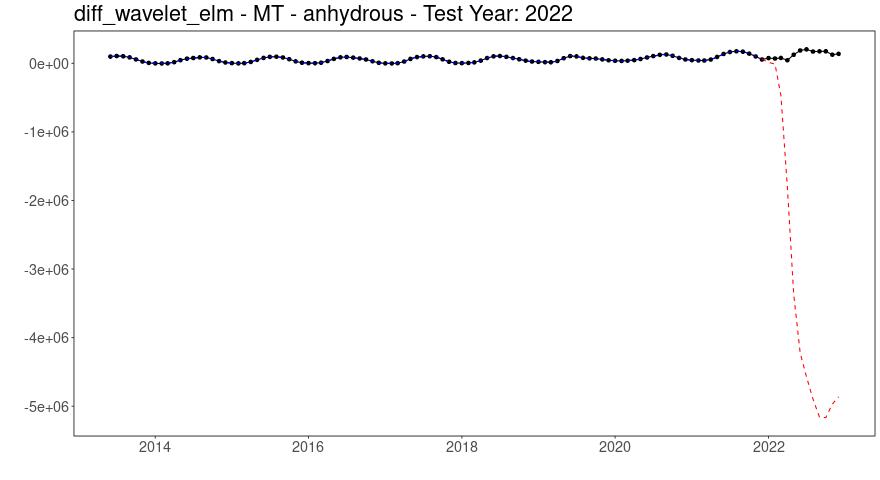 diff_wavelet_elm - MT - anhydrous - Test Year: 2022
0e+00
-1e+06
-2e+06
-3e+06
-4e+06
-5e+06
2014 2016 2018 2020 2022